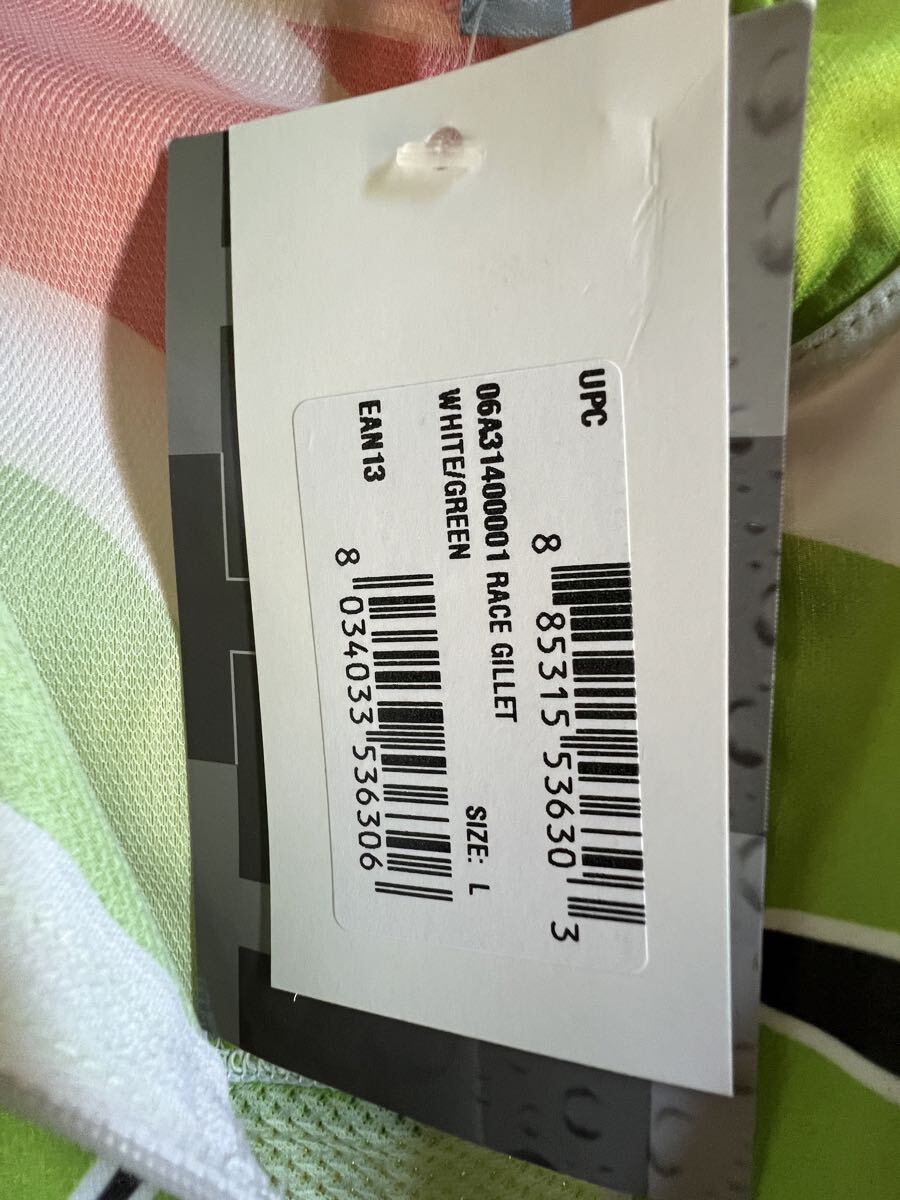 UPC
8 85315 53630 3
06A31400001 RACE GILLET
WHITE/GREEN SIZE: L
EAN13
8 034033 536306